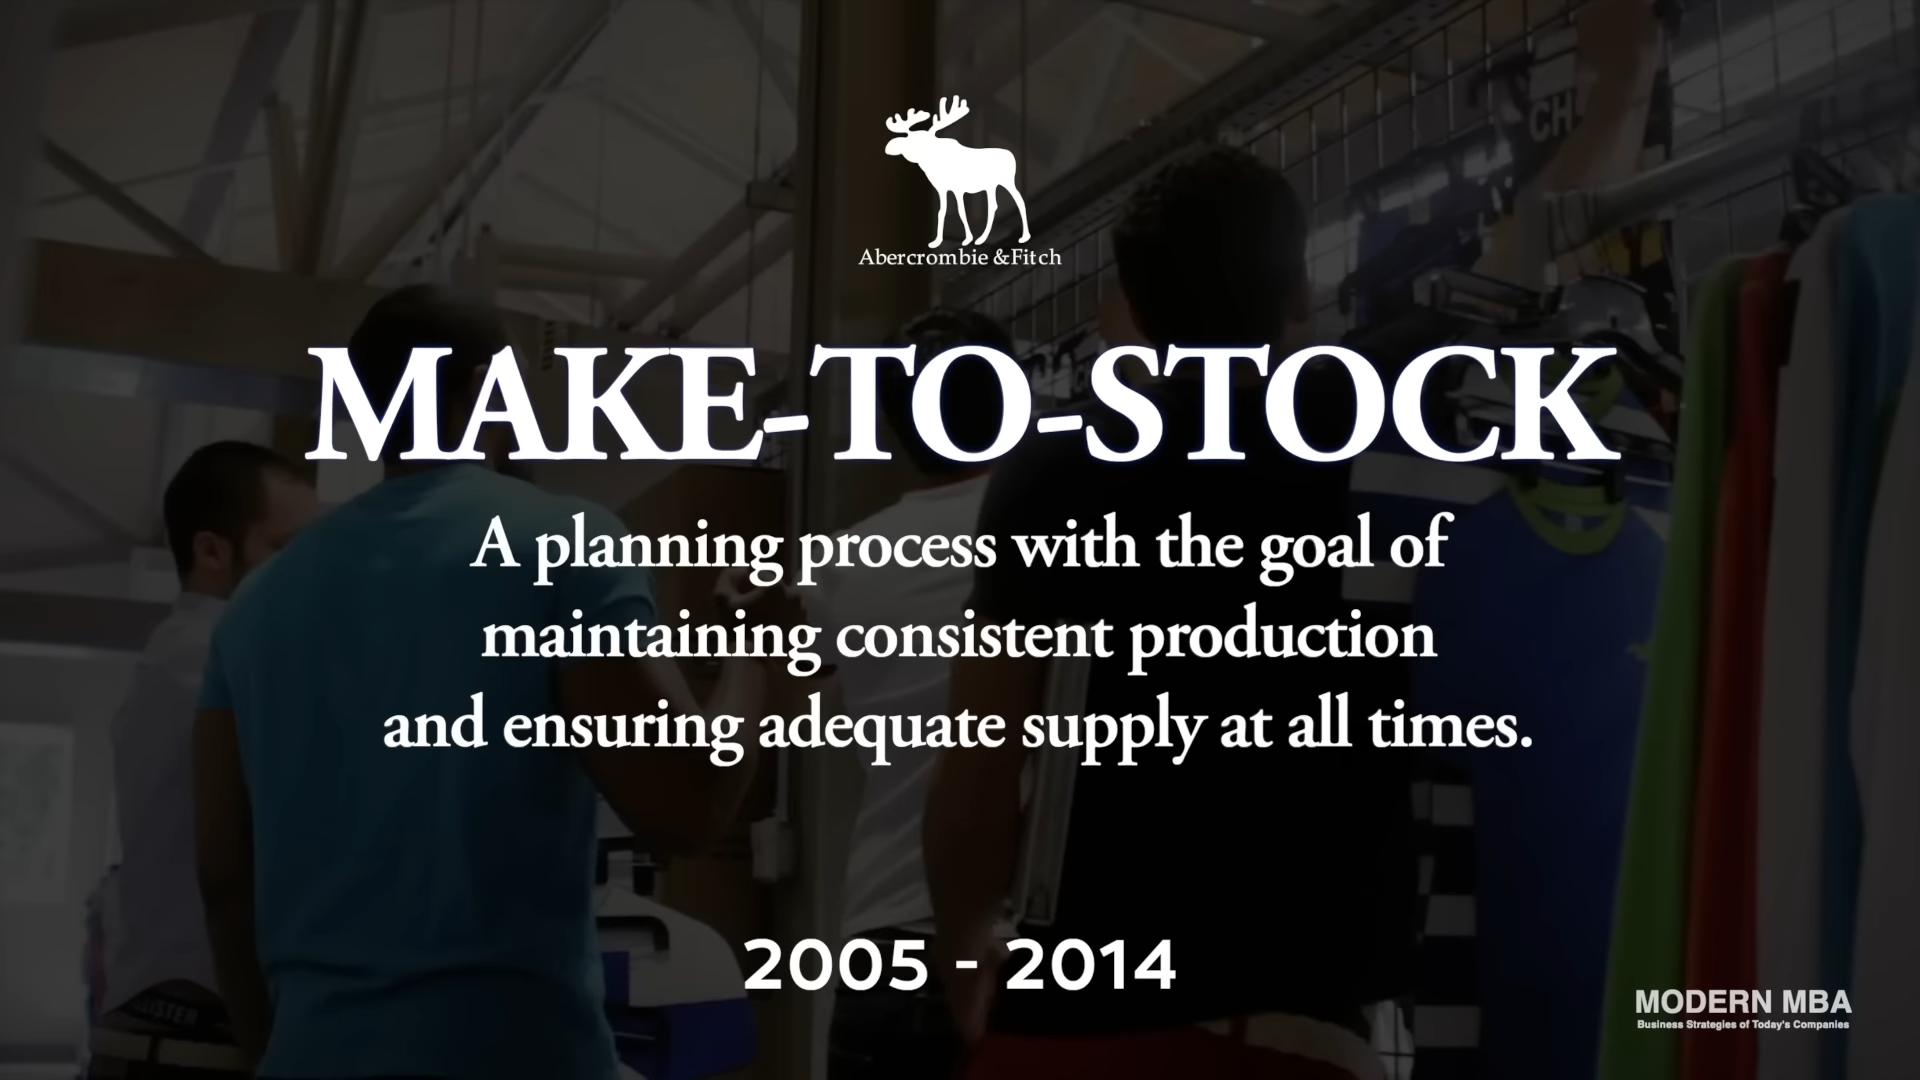 Abercrombie & Fitch
MAKE-TO-STOCK
A planning process with the goal of
maintaining consistent production
and ensuring adequate supply at all times.
2005 - 2014
MODERN MBA
Business Strategies of Today's Companies